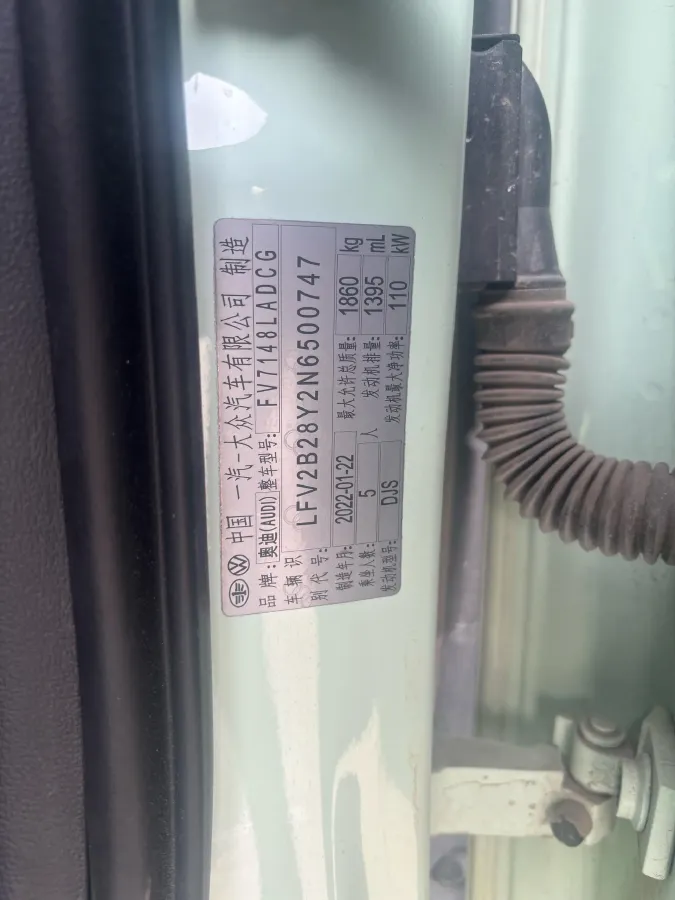 中国 一汽-大众汽车有限公司 制造
品牌: 奥迪(AUDI) 整车型号: FV7148LADCG
车辆识别代号: LFV2B28Y2N6500747
制造年月: 2022-01-22 最大允许总质量: 1860 kg
乘坐人数: 5 人 发动机排量: 1395 mL
发动机型号: DJS 发动机最大净功率: 110 kW